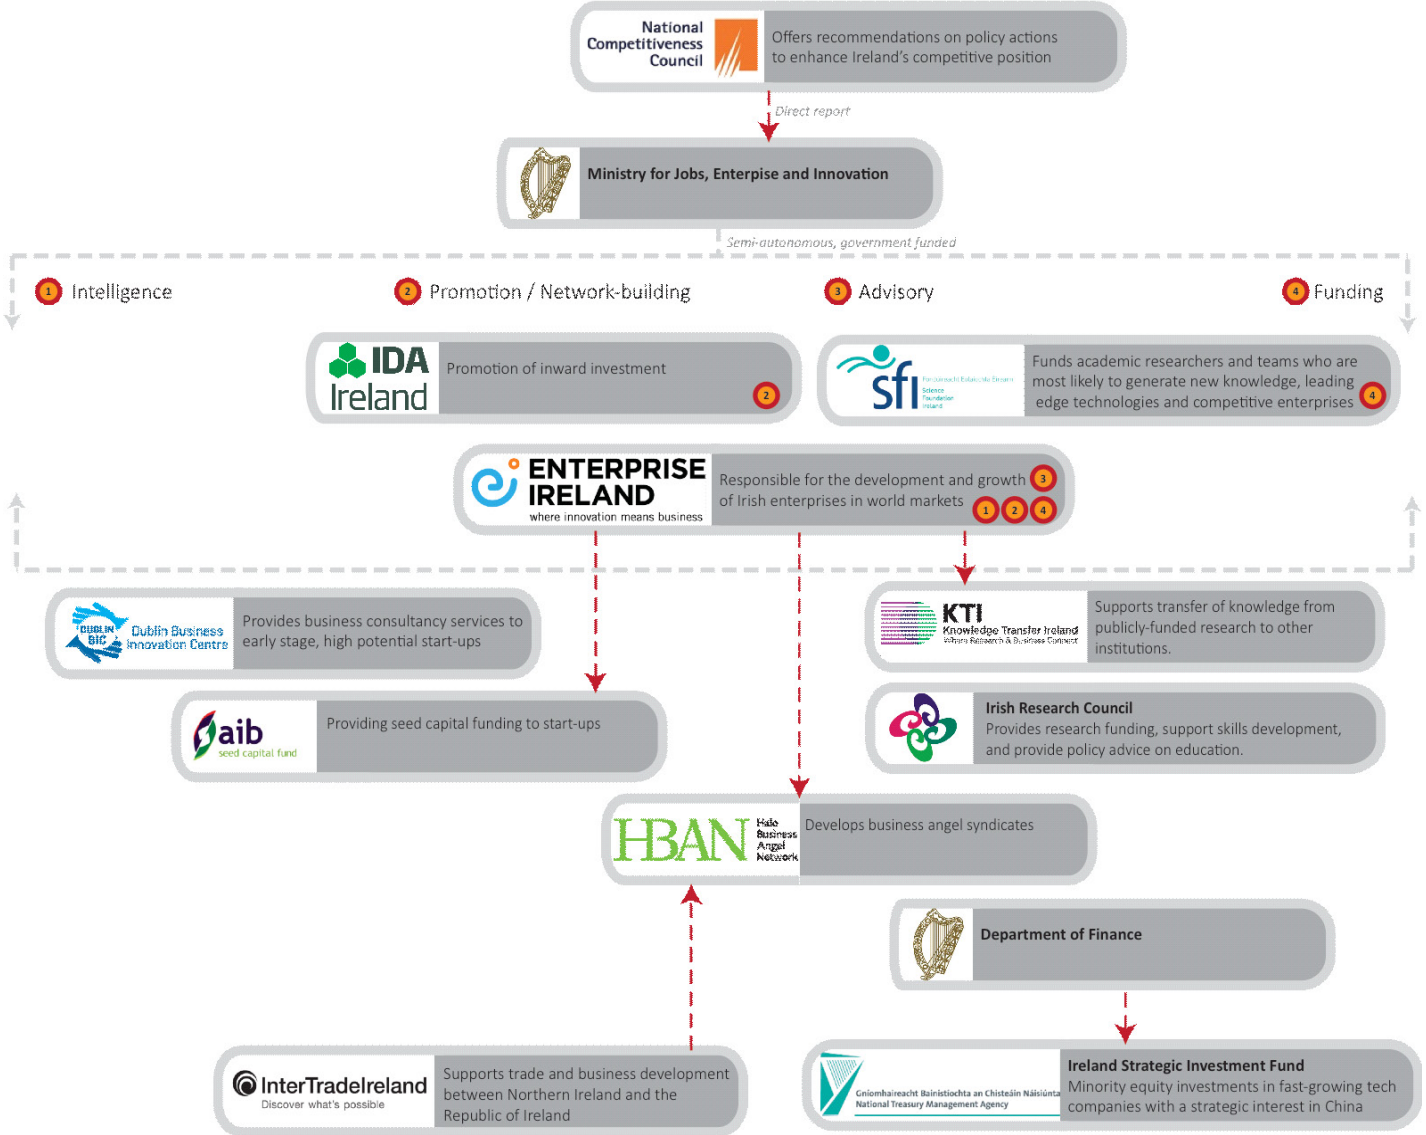 National
Competitiveness
Council
Offers recommendations on policy actions
to enhance Ireland's competitive position
Direct report
Ministry for Jobs, Enterpise and Innovation
Semi-autonomous, government funded
1 Intelligence
2 Promotion / Network-building
3 Advisory
4 Funding
IDA
Ireland
Promotion of inward investment
2
sfi
Science
Foundation
Ireland
Funds academic researchers and teams who are
most likely to generate new knowledge, leading
edge technologies and competitive enterprises
4
ENTERPRISE
IRELAND
where innovation means business
Responsible for the development and growth 3
of Irish enterprises in world markets 1 2 4
DUBLIN
BIC
Dublin Business
Innovation Centre
Provides business consultancy services to
early stage, high potential start-ups
KTI
Knowledge Transfer Ireland
Where Research & Business Connect
Supports transfer of knowledge from
publicly-funded research to other
institutions.
aib
seed capital fund
Providing seed capital funding to start-ups
Irish Research Council
Provides research funding, support skills development,
and provide policy advice on education.
HBAN
Halo
Business
Angel
Network
Develops business angel syndicates
Department of Finance
InterTradeIreland
Discover what's possible
Supports trade and business development
between Northern Ireland and the
Republic of Ireland
Gníomhaireacht Bainistíochta an Chisteáin Náisiúnta
National Treasury Management Agency
Ireland Strategic Investment Fund
Minority equity investments in fast-growing tech
companies with a strategic interest in China